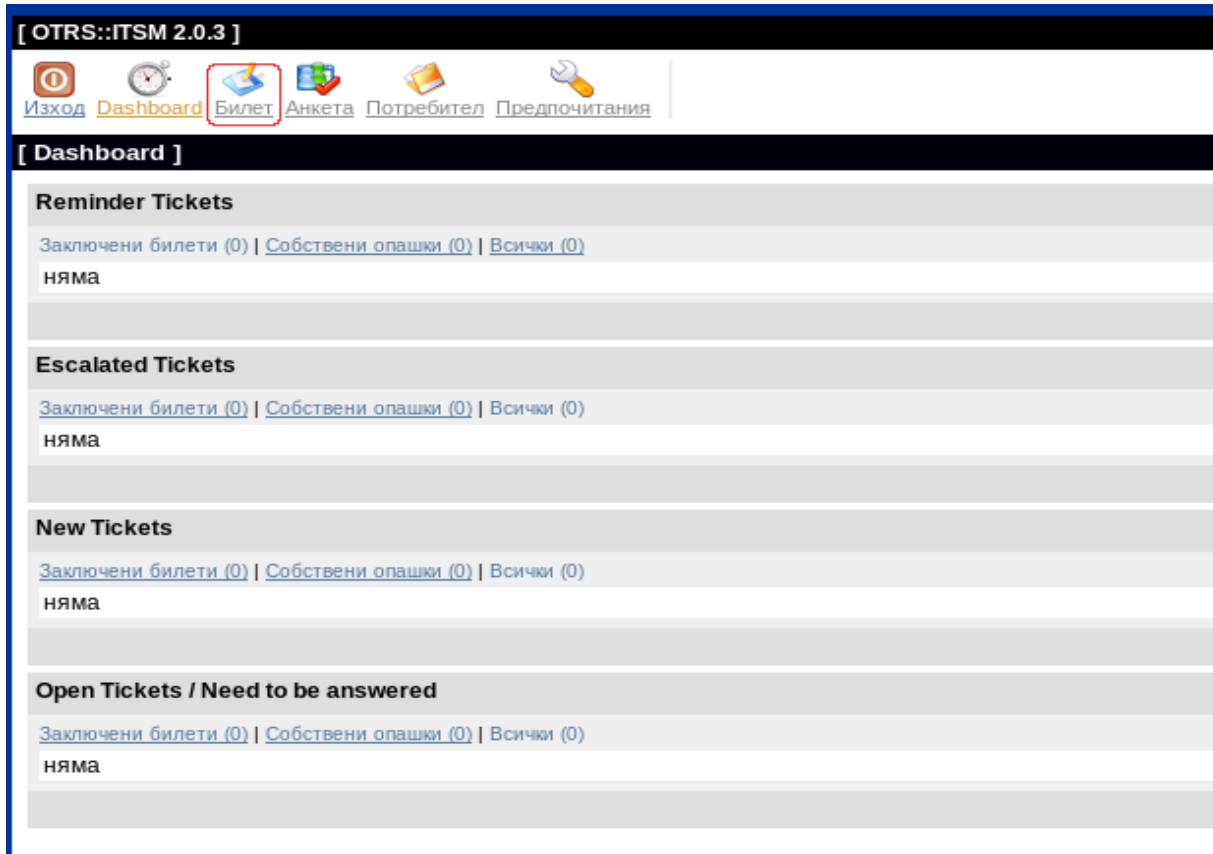 [ OTRS::ITSM 2.0.3 ]
Изход Dashboard Билет Анкета Потребител Предпочитания
[ Dashboard ]
Reminder Tickets
Заключени билети (0) | Собствени опашки (0) | Всички (0)
няма
Escalated Tickets
Заключени билети (0) | Собствени опашки (0) | Всички (0)
няма
New Tickets
Заключени билети (0) | Собствени опашки (0) | Всички (0)
няма
Open Tickets / Need to be answered
Заключени билети (0) | Собствени опашки (0) | Всички (0)
няма